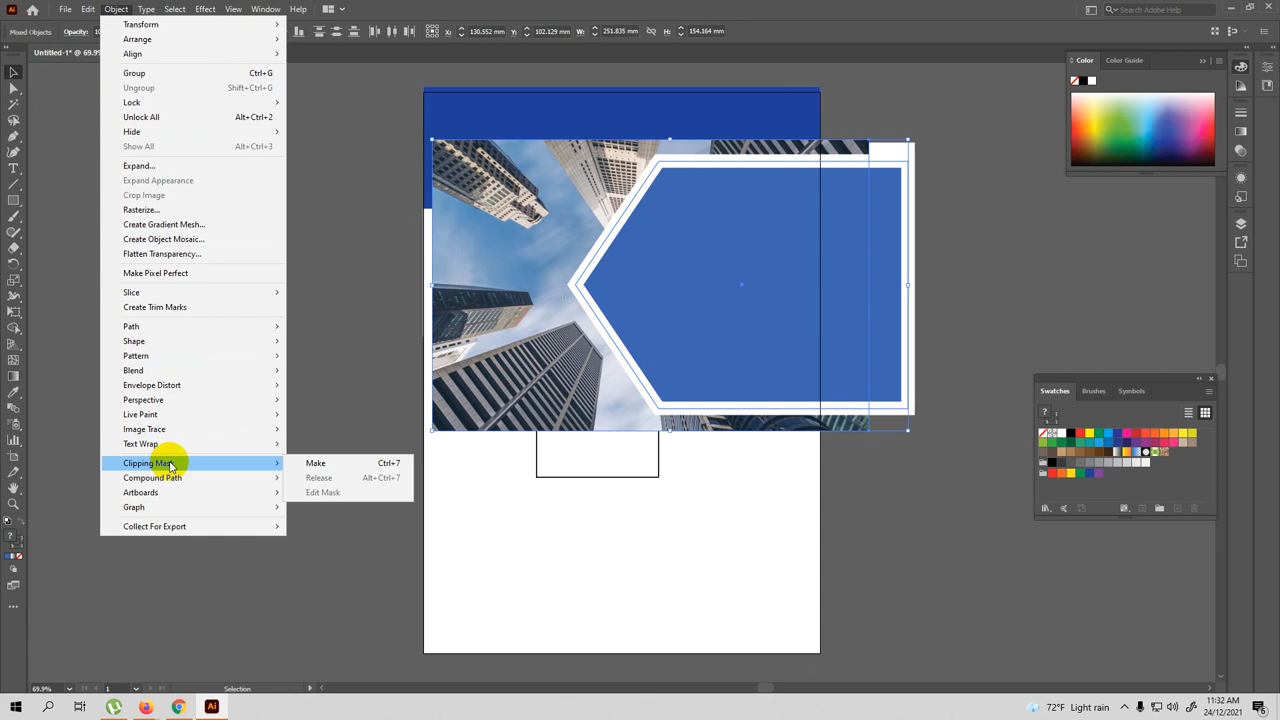 Ai File Edit Object Type Select Effect View Window Help Search Adobe Help
Mixed Objects Opacity: X: 130.552 mm Y: 102.129 mm W: 251.835 mm H: 154.164 mm
Untitled-1* @ 69.9
Transform
Arrange
Align
Group Ctrl+G
Ungroup Shift+Ctrl+G
Lock
Unlock All Alt+Ctrl+2
Hide
Show All Alt+Ctrl+3
Expand...
Expand Appearance
Crop Image
Rasterize...
Create Gradient Mesh...
Create Object Mosaic...
Flatten Transparency...
Make Pixel Perfect
Slice
Create Trim Marks
Path
Shape
Pattern
Blend
Envelope Distort
Perspective
Live Paint
Image Trace
Text Wrap
Clipping Mask
Compound Path
Artboards
Graph
Collect For Export
Make Ctrl+7
Release Alt+Ctrl+7
Edit Mask
Color Color Guide
Swatches Brushes Symbols
69.9% 1 Selection
Ai 72°F Light rain 11:32 AM
24/12/2021